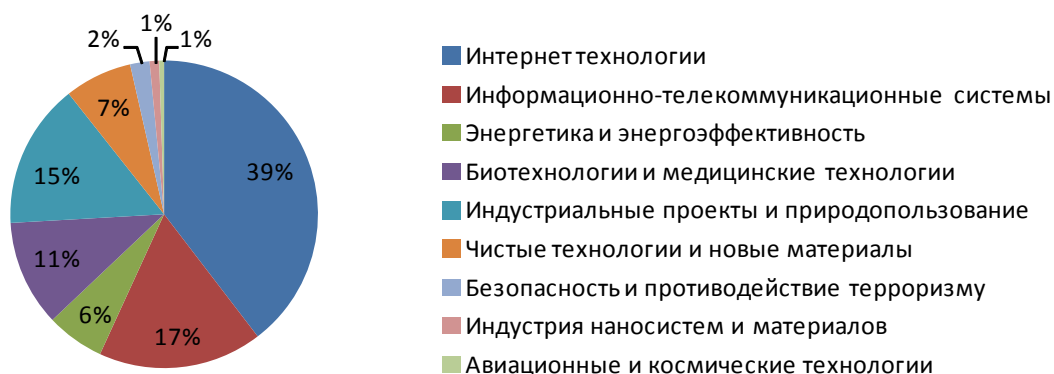 1%
2%
1%
7%
39%
15%
11%
6%
17%
Интернет технологии
Информационно-телекоммуникационные системы
Энергетика и энергоэффективность
Биотехнологии и медицинские технологии
Индустриальные проекты и природопользование
Чистые технологии и новые материалы
Безопасность и противодействие терроризму
Индустрия наносистем и материалов
Авиационные и космические технологии